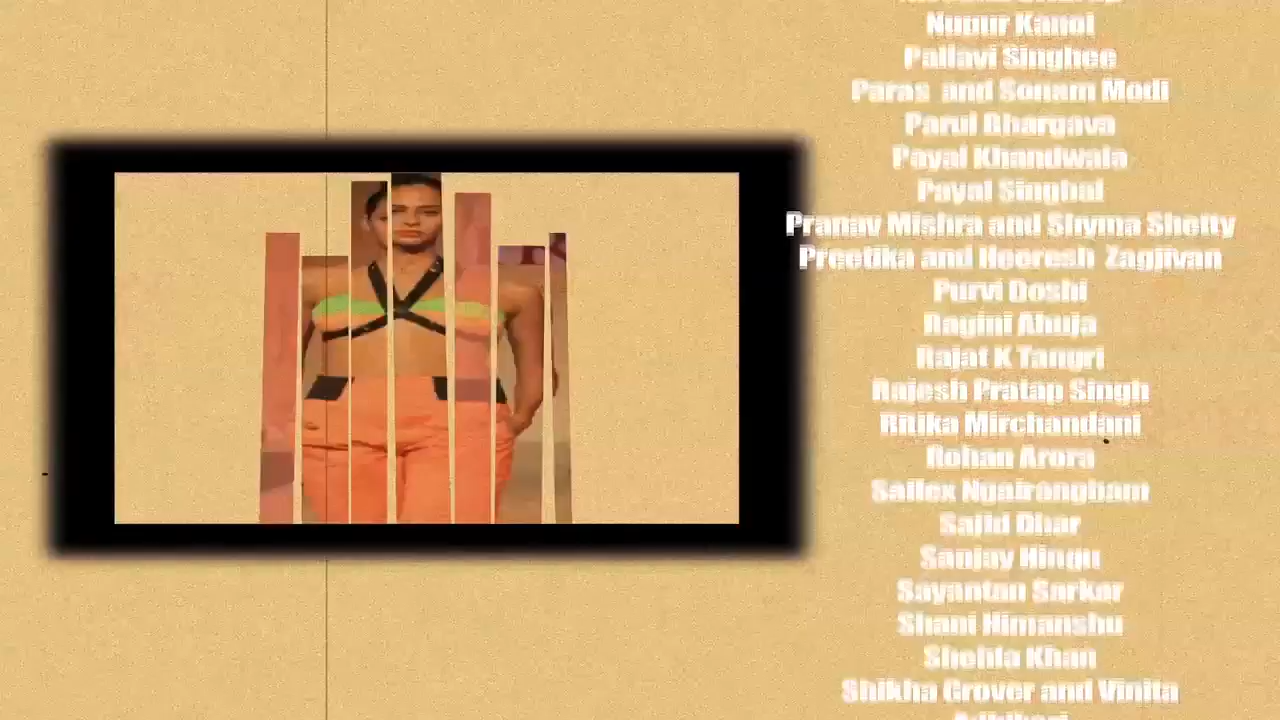 Nupur Kanoi
Pallavi Singhee
Paras and Sonam Modi
Parul Bhargava
Payal Khandwala
Payal Singhal
Pranav Mishra and Shyma Shetty
Preetika and Heeresh Zagjivan
Purvi Doshi
Ragini Ahuja
Rajat K Tangri
Rajesh Pratap Singh
Ritika Mirchandani
Rohan Arora
Sailex Ngairangbam
Sajid Dhar
Sanjay Hingu
Sayantan Sarkar
Shani Himanshu
Shehla Khan
Shikha Grover and Vinita